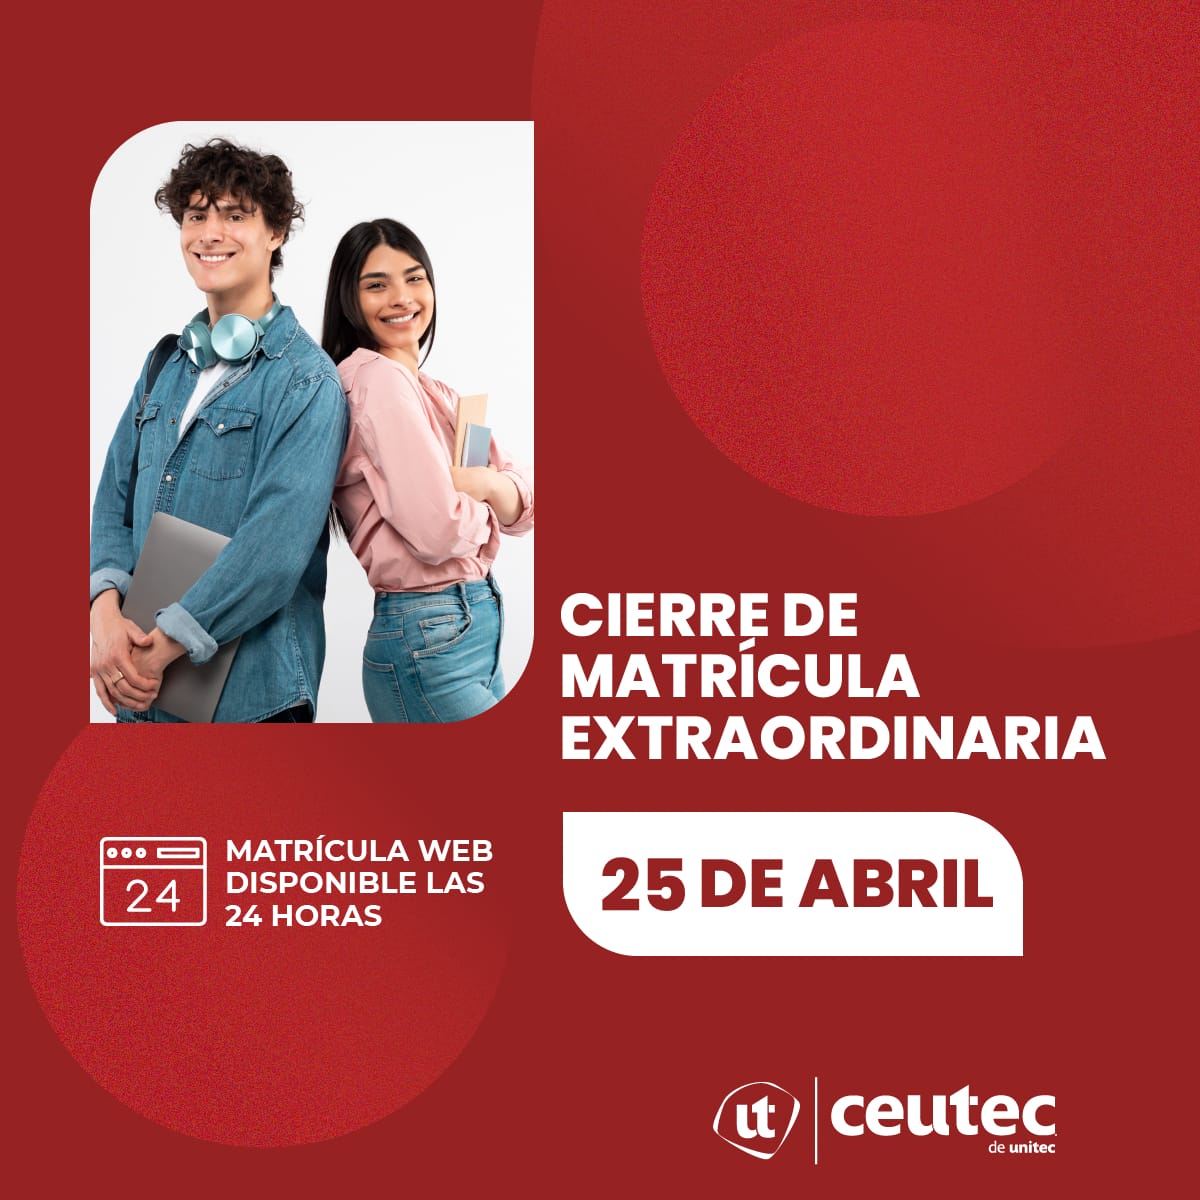 CIERRE DE
MATRÍCULA
EXTRAORDINARIA
25 DE ABRIL
24
MATRÍCULA WEB
DISPONIBLE LAS
24 HORAS
ut
ceutec
de unitec